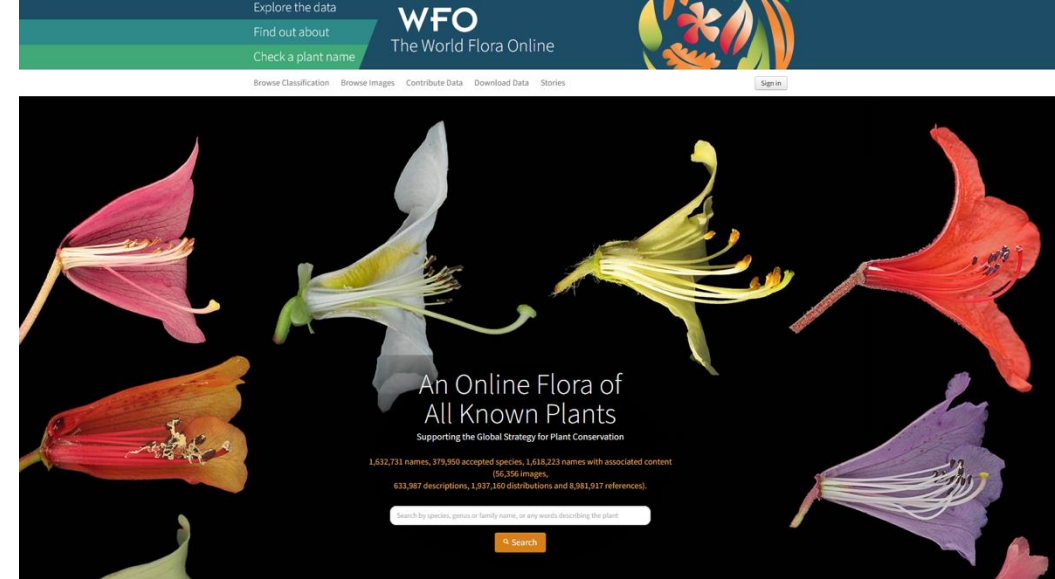 Explore the data
Find out about
Check a plant name
WFO
The World Flora Online
Browse Classification Browse Images Contribute Data Download Data Stories
Sign in
An Online Flora of
All Known Plants
Supporting the Global Strategy for Plant Conservation
1,632,731 names, 379,950 accepted species, 1,618,223 names with associated content
(56,356 images,
633,987 descriptions, 1,937,160 distributions and 8,981,917 references).
Search by species, genus or family name, or any words describing the plant
Search